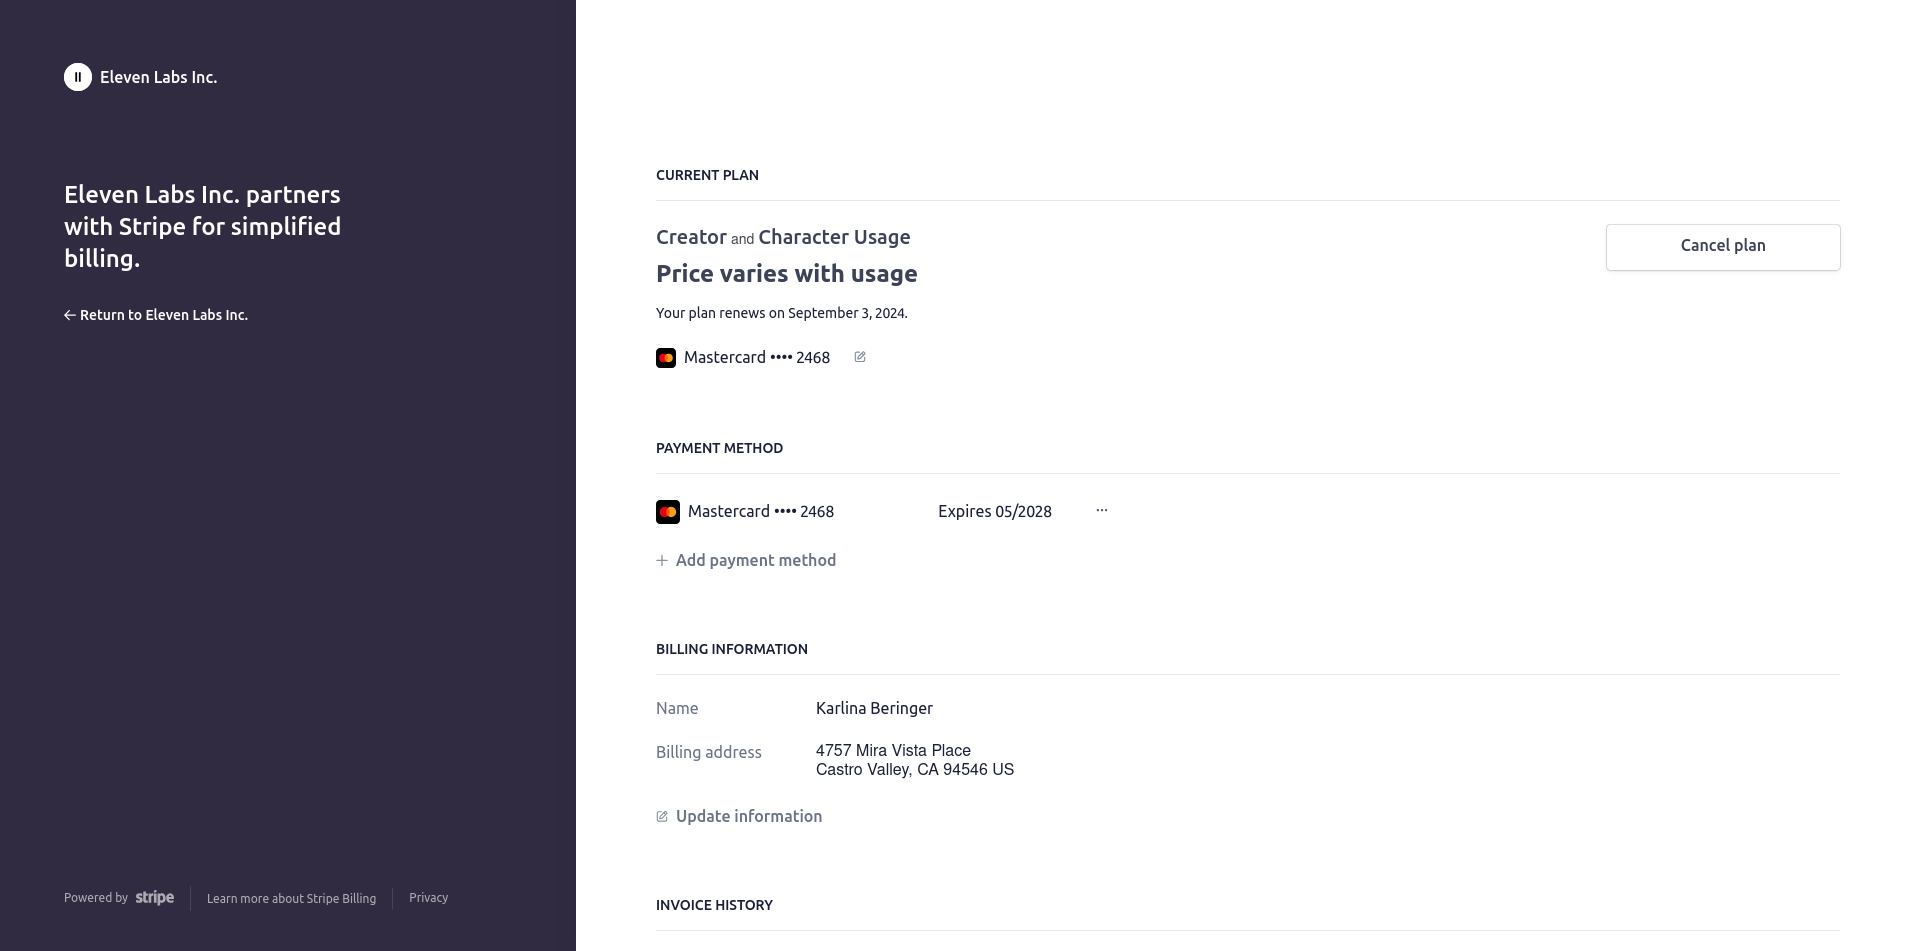 Eleven Labs Inc.
Eleven Labs Inc. partners
with Stripe for simplified
billing.
Return to Eleven Labs Inc.
Powered by stripe
Learn more about Stripe Billing
Privacy
CURRENT PLAN
Creator and Character Usage
Cancel plan
Price varies with usage
Your plan renews on September 3, 2024.
Mastercard •••• 2468
PAYMENT METHOD
Mastercard •••• 2468 Expires 05/2028 ···
Add payment method
BILLING INFORMATION
Name Karlina Beringer
Billing address 4757 Mira Vista Place
Castro Valley, CA 94546 US
Update information
INVOICE HISTORY